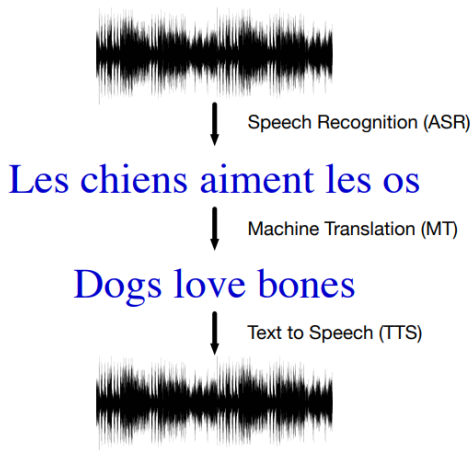 Speech Recognition (ASR)
Les chiens aiment les os
Machine Translation (MT)
Dogs love bones
Text to Speech (TTS)